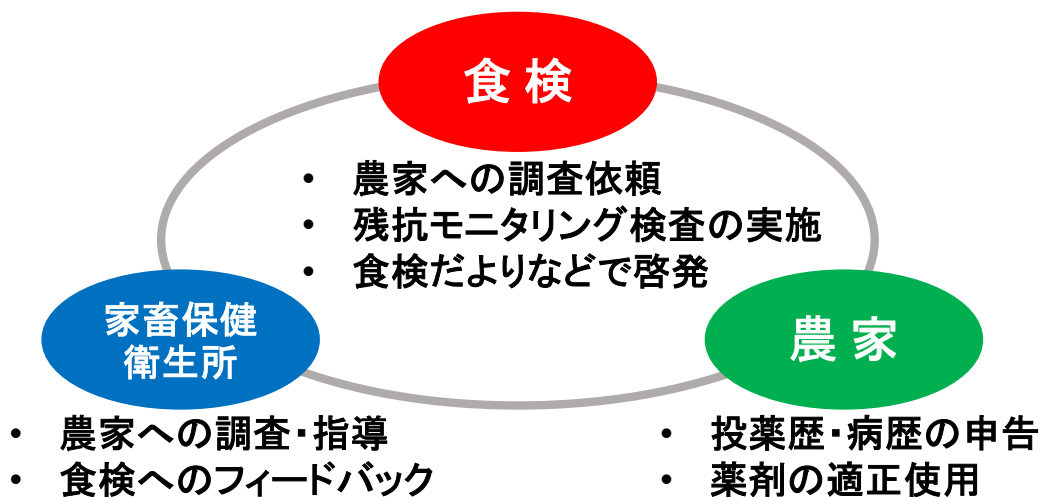 食検
• 農家への調査依頼
• 残抗モニタリング検査の実施
• 食検だよりなどで啓発
家畜保健
衛生所
• 農家への調査・指導
• 食検へのフィードバック
農家
• 投薬歴・病歴の申告
• 薬剤の適正使用